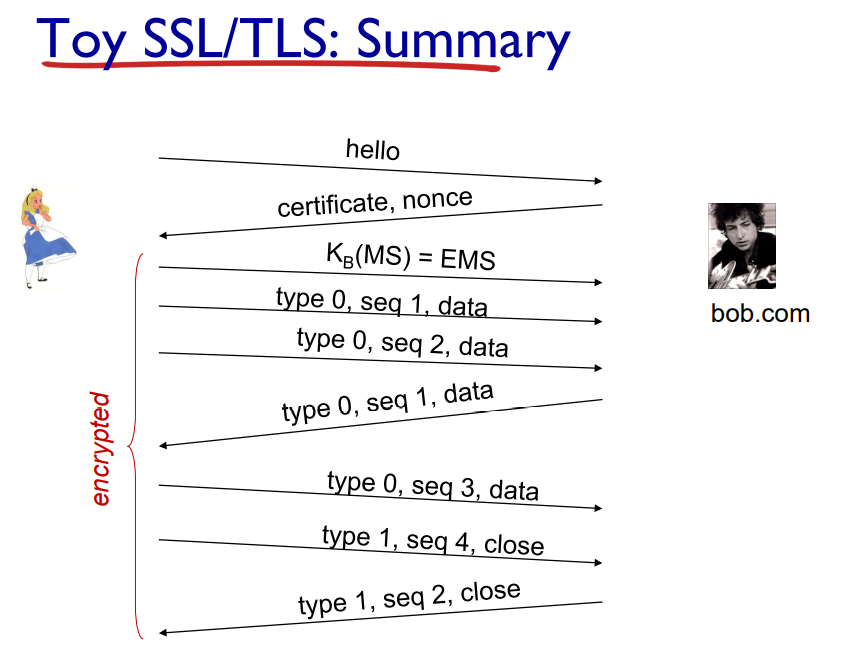 Toy SSL/TLS: Summary
hello
certificate, nonce
K_B(MS) = EMS
type 0, seq 1, data
bob.com
type 0, seq 2, data
type 0, seq 1, data
encrypted
type 0, seq 3, data
type 1, seq 4, close
type 1, seq 2, close